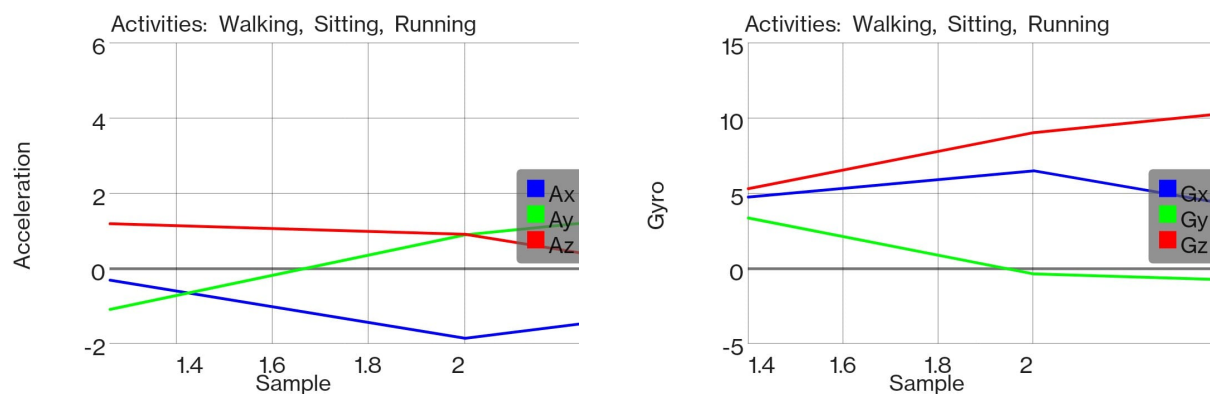 Activities: Walking, Sitting, Running
6
4
2
0
-2
Acceleration
1.4 1.6 1.8 2
Sample
Ax
Ay
Az
Activities: Walking, Sitting, Running
15
10
5
0
-5
Gyro
1.4 1.6 1.8 2
Sample
Gx
Gy
Gz